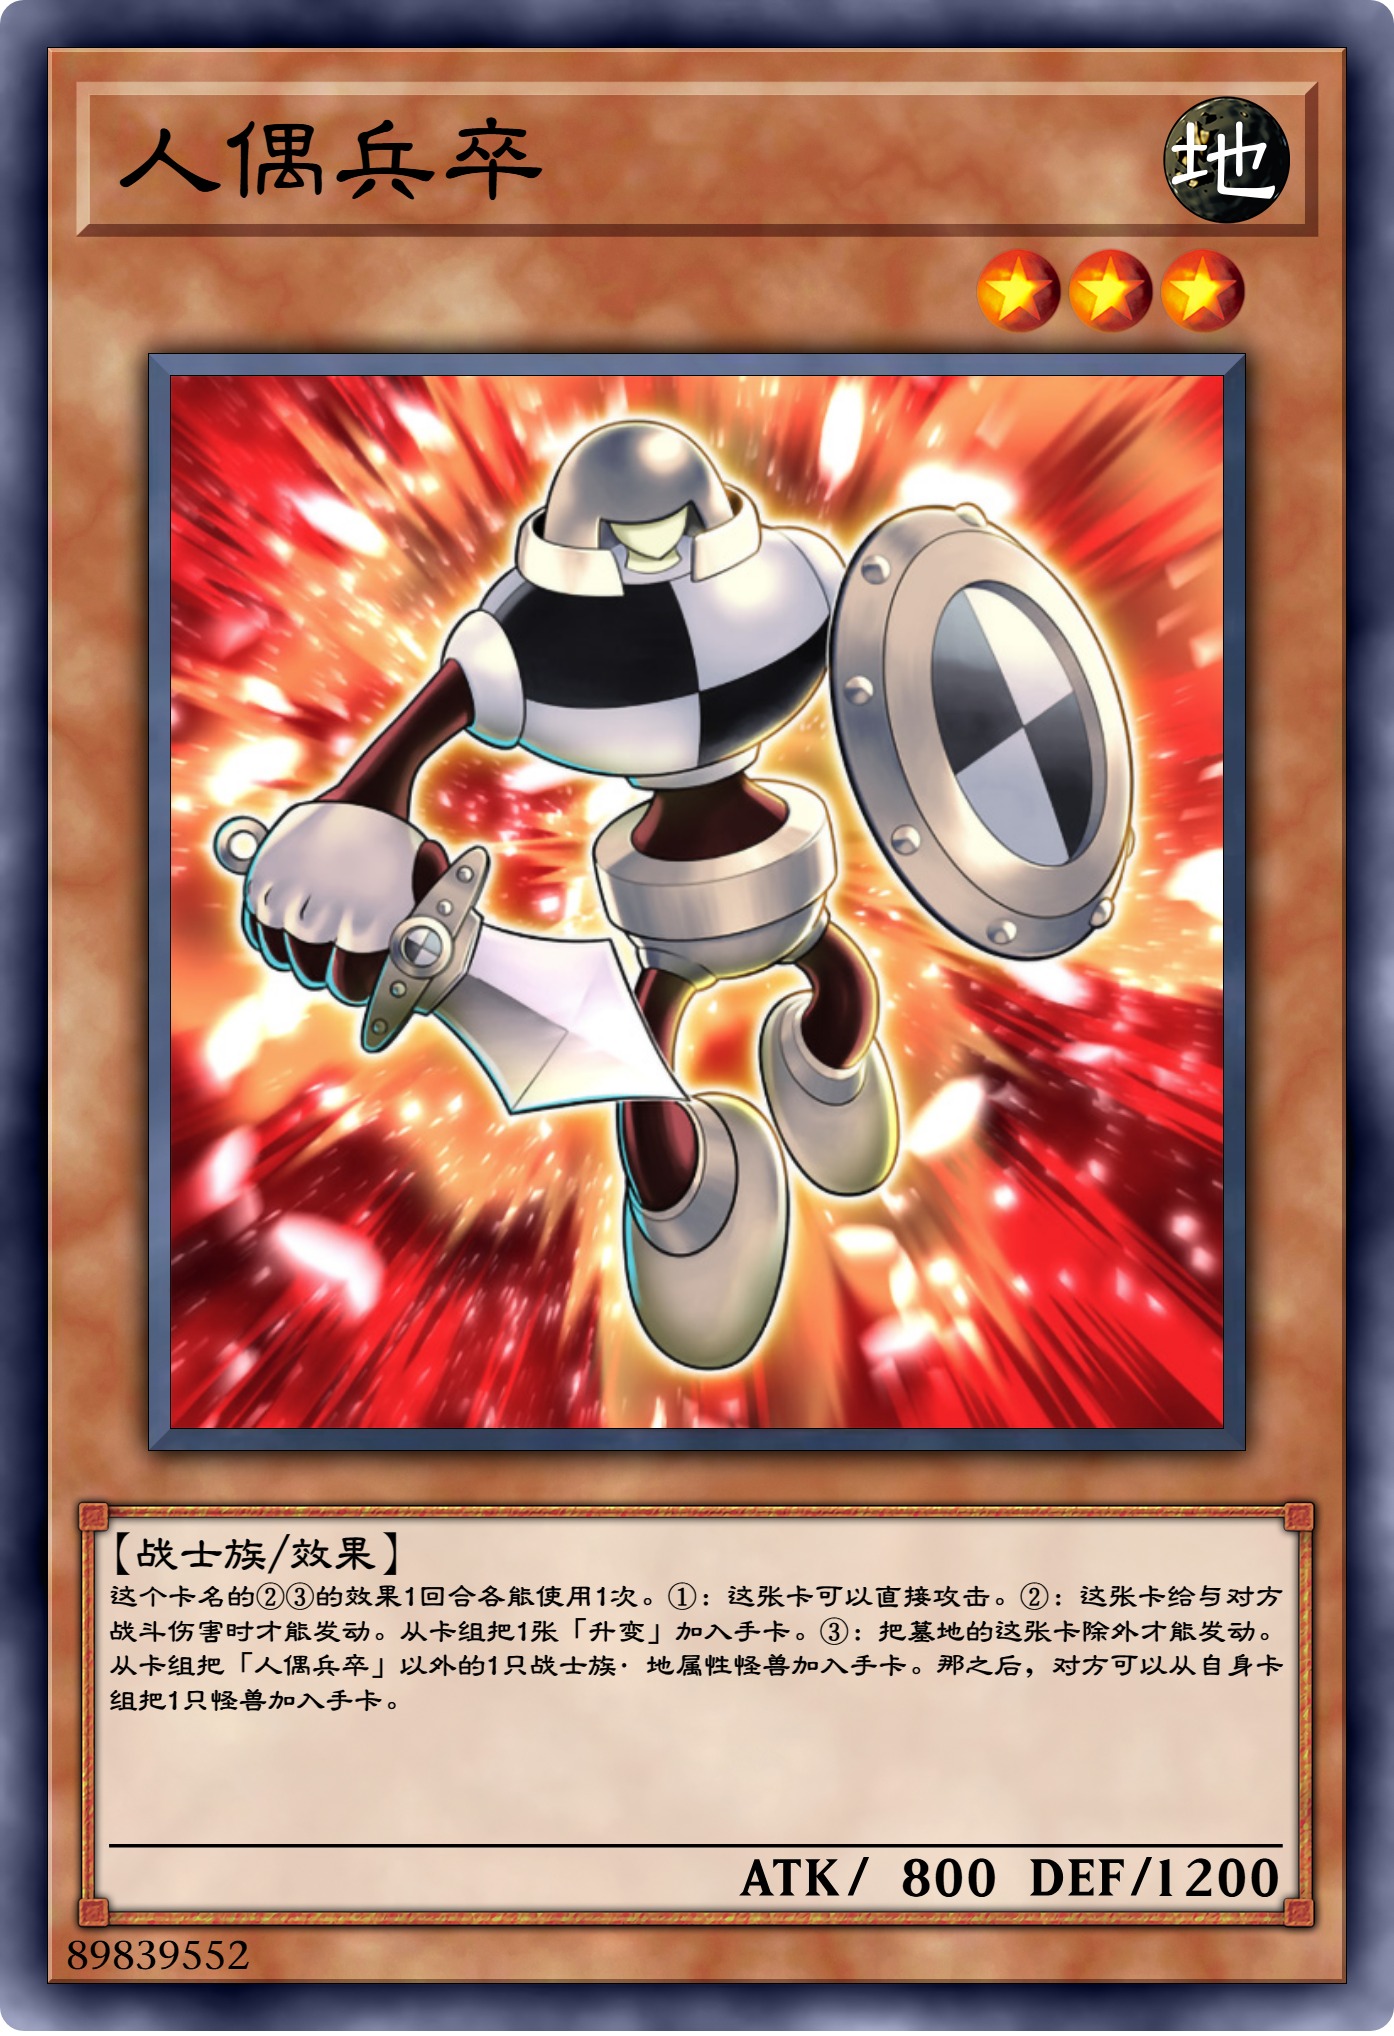 人偶兵卒
地
【战士族/效果】
这个卡名的②③的效果1回合各能使用1次。①：这张卡可以直接攻击。②：这张卡给与对方
战斗伤害时才能发动。从卡组把1张「升变」加入手卡。③：把墓地的这张卡除外才能发动。
从卡组把「人偶兵卒」以外的1只战士族·地属性怪兽加入手卡。那之后，对方可以从自身卡
组把1只怪兽加入手卡。
ATK/ 800 DEF/1200
89839552